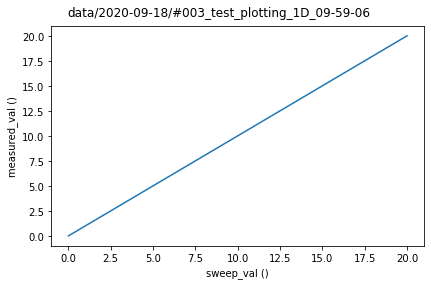 data/2020-09-18/#003_test_plotting_1D_09-59-06
20.0
17.5
15.0
12.5
10.0
7.5
5.0
2.5
0.0
measured_val ()
0.0 2.5 5.0 7.5 10.0 12.5 15.0 17.5 20.0
sweep_val ()